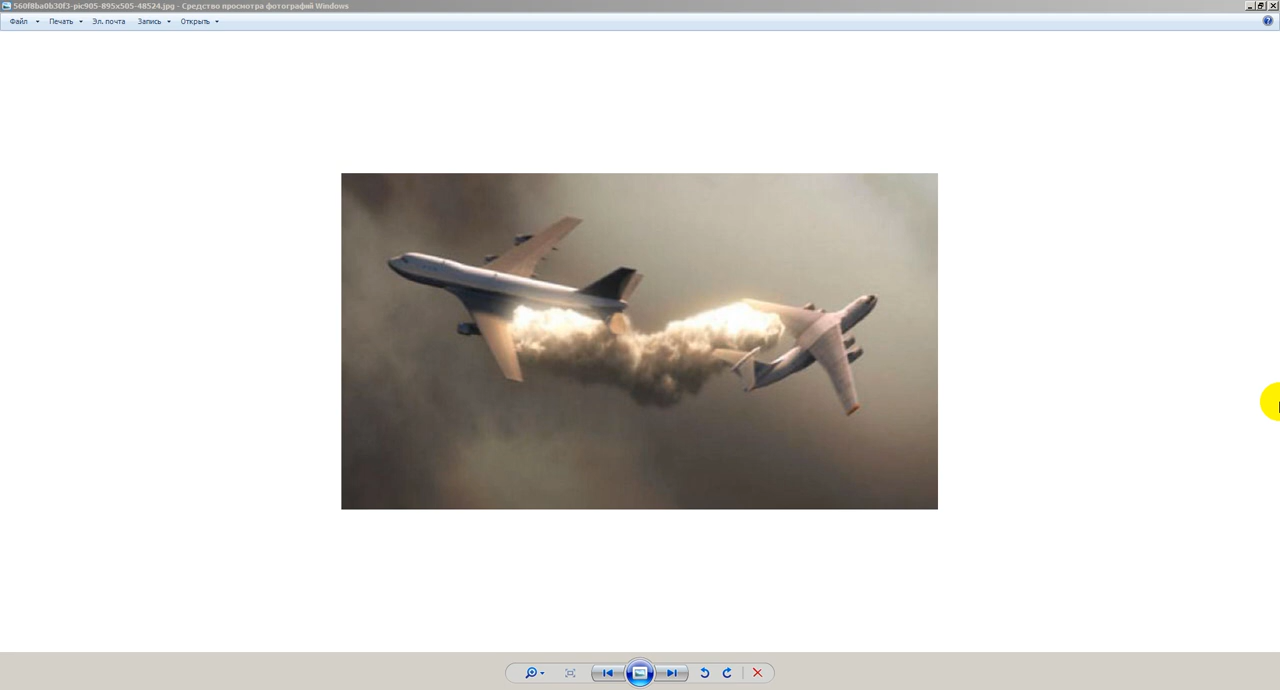 560f8ba0b30f3-pic905-895x505-48524.jpg - Средство просмотра фотографий Windows
Файл Печать Эл. почта Запись Открыть